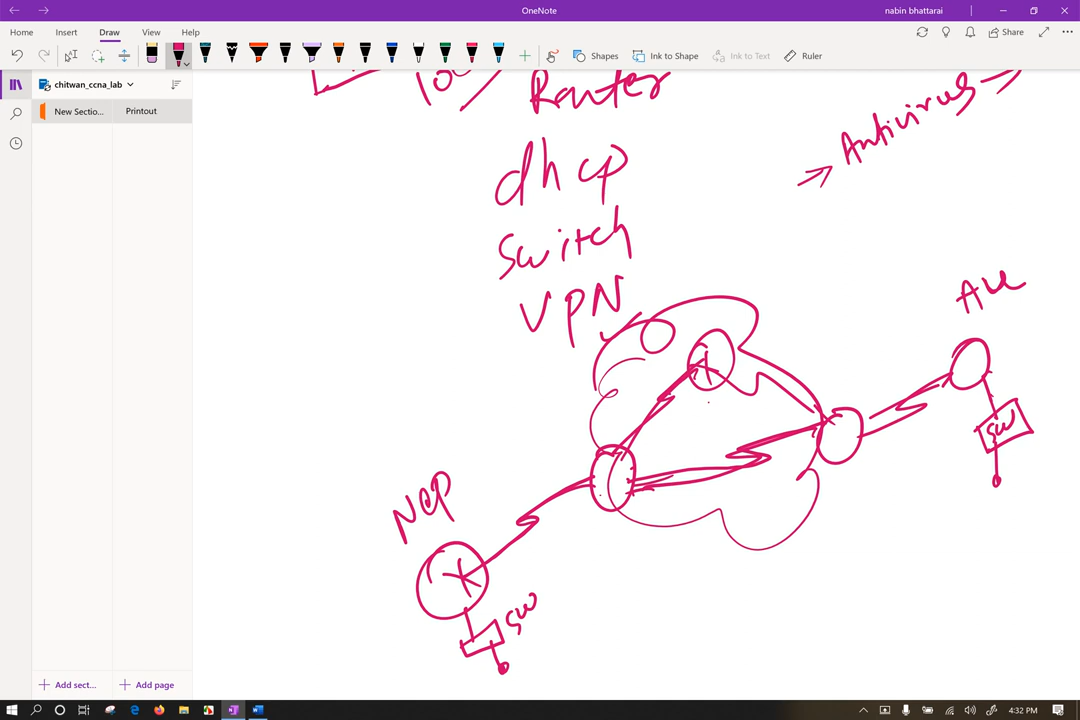 OneNote
nabin bhattarai
Home Insert Draw View Help
Share
Shapes Ink to Shape Ink to Text Ruler
chitwan_ccna_lab
New Sectio... Printout
Router
Antivirus
dhcp
Switch
VPN
SW
Nep
SW
Add sect... Add page
4:32 PM